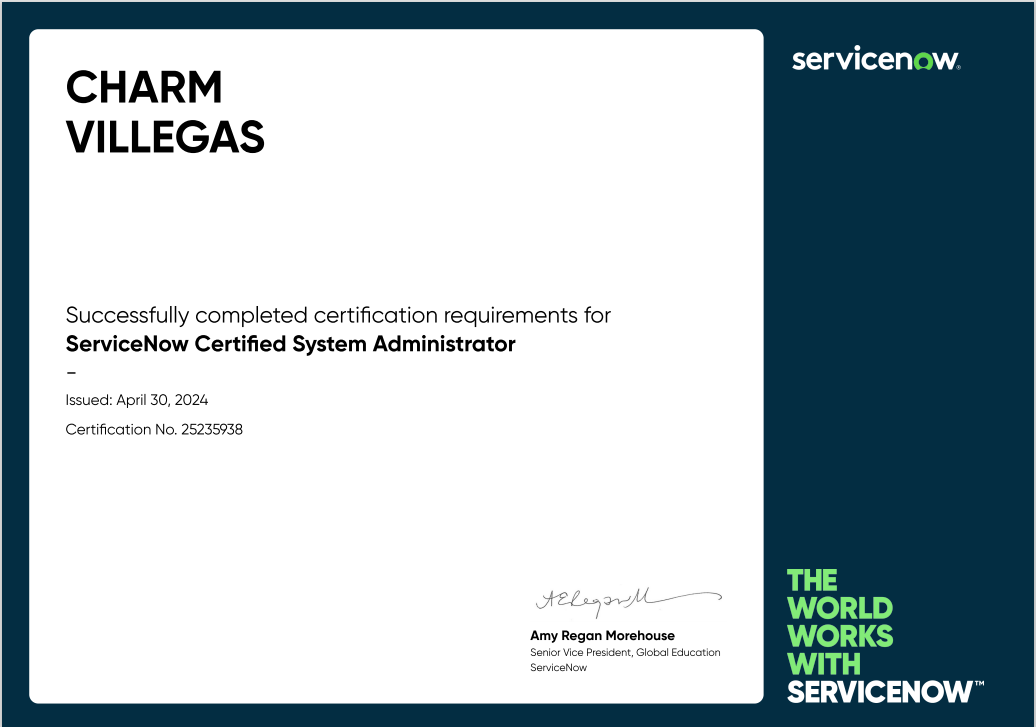 CHARM
VILLEGAS
servicenow®
Successfully completed certification requirements for
ServiceNow Certified System Administrator
–
Issued: April 30, 2024
Certification No. 25235938
Amy Regan Morehouse
Senior Vice President, Global Education
ServiceNow
THE
WORLD
WORKS
WITH
SERVICENOW™